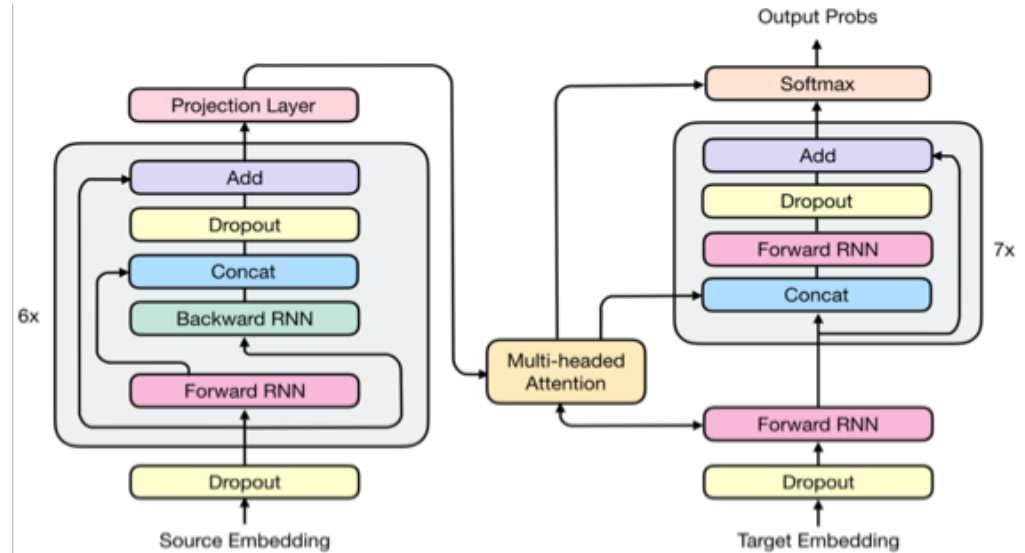 Output Probs
Softmax
Projection Layer
Add
Dropout
Concat
Backward RNN
Forward RNN
6x
Dropout
Source Embedding
Multi-headed
Attention
Add
Dropout
Forward RNN
Concat
7x
Forward RNN
Dropout
Target Embedding